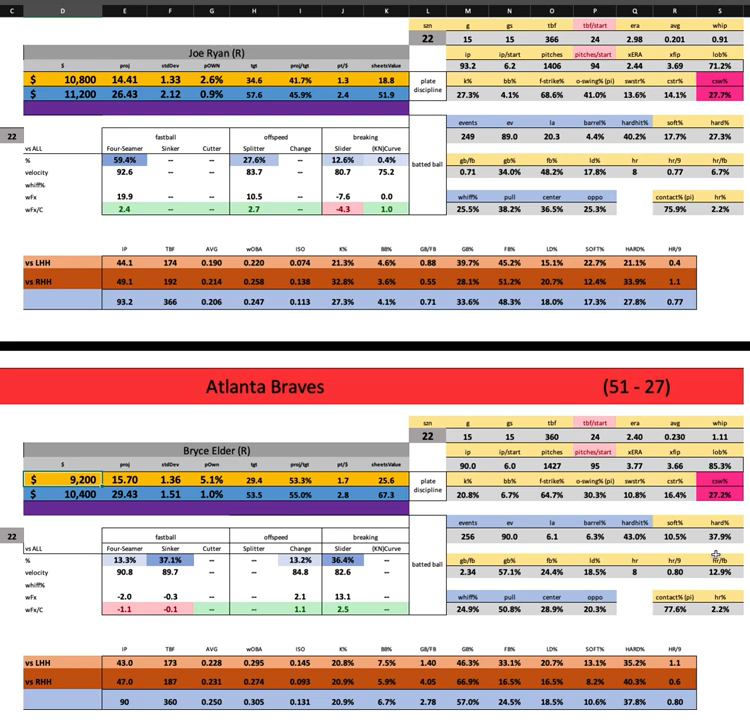 C D E F G H I J K L M N O P Q R S
szn g gs tbf tbf/start era avg whip
22 15 15 366 24 2.98 0.201 0.91
Joe Ryan (R) ip ip/start pitches pitches/start xERA xfip lob%
$ proj stdDev pOWN tgt proj/tgt pt/$ sheetsValue 93.2 6.2 1406 94 2.44 3.69 71.2%
$ 10,800 14.41 1.33 2.6% 34.6 41.7% 1.3 18.8 plate discipline k% bb% f-strike% o-swing% (pi) swstr% cstr% csw%
$ 11,200 26.43 2.12 0.9% 57.6 45.9% 2.4 51.9 27.3% 4.1% 68.6% 41.0% 13.6% 14.1% 27.7%
events ev la barrel% hardhit% soft% hard%
22 fastball offspeed breaking 249 89.0 20.3 4.4% 40.2% 17.7% 27.3%
vs ALL Four-Seamer Sinker Cutter Splitter Change Slider (KN)Curve
% 59.4% -- -- 27.6% -- 12.6% 0.4% batted ball gb/fb gb% fb% ld% hr hr/9 hr/fb
velocity 92.6 -- -- 83.7 -- 80.7 75.2 0.71 34.0% 48.2% 17.8% 8 0.77 6.7%
whiff%
wFx 19.9 -- -- 10.5 -- -7.6 0.0 whiff% pull center oppo contact% (pi) hr%
wFx/C 2.4 -- -- 2.7 -- -4.3 1.0 25.5% 38.2% 36.5% 25.3% 75.9% 2.2%
IP TBF AVG wOBA ISO K% BB% GB/FB GB% FB% LD% SOFT% HARD% HR/9
vs LHH 44.1 174 0.190 0.220 0.074 21.3% 4.6% 0.88 39.7% 45.2% 15.1% 22.7% 21.1% 0.4
vs RHH 49.1 192 0.214 0.258 0.138 32.8% 3.6% 0.55 28.1% 51.2% 20.7% 12.4% 33.9% 1.1
93.2 366 0.206 0.247 0.113 27.3% 4.1% 0.71 33.6% 48.3% 18.0% 17.3% 27.8% 0.77
Atlanta Braves (51 - 27)
szn g gs tbf tbf/start era avg whip
22 15 15 360 24 2.40 0.230 1.11
Bryce Elder (R) ip ip/start pitches pitches/start xERA xfip lob%
$ proj stdDev pOwn tgt proj/tgt pt/$ sheetsValue 90.0 6.0 1427 95 3.77 3.66 85.3%
$ 9,200 15.70 1.36 5.1% 29.4 53.3% 1.7 25.6 plate discipline k% bb% f-strike% o-swing% (pi) swstr% cstr% csw%
$ 10,400 29.43 1.51 1.0% 53.5 55.0% 2.8 67.3 20.8% 6.7% 64.7% 30.3% 10.8% 16.4% 27.2%
events ev la barrel% hardhit% soft% hard%
22 fastball offspeed breaking 256 90.0 6.1 6.3% 43.0% 10.5% 37.9%
vs ALL Four-Seamer Sinker Cutter Splitter Change Slider (KN)Curve
% 13.3% 37.1% -- -- 13.2% 36.4% -- batted ball gb/fb gb% fb% ld% hr hr/9 hr/fb
velocity 90.8 89.7 -- -- 84.8 82.6 -- 2.34 57.1% 24.4% 18.5% 8 0.80 12.9%
whiff%
wFx -2.0 -0.3 -- -- 2.1 13.1 -- whiff% pull center oppo contact% (pi) hr%
wFx/C -1.1 -0.1 -- -- 1.1 2.5 -- 24.9% 50.8% 28.9% 20.3% 77.6% 2.2%
IP TBF AVG wOBA ISO K% BB% GB/FB GB% FB% LD% SOFT% HARD% HR/9
vs LHH 43.0 173 0.228 0.295 0.145 20.8% 7.5% 1.40 46.3% 33.1% 20.7% 13.1% 35.2% 1.1
vs RHH 47.0 187 0.231 0.274 0.093 20.9% 5.9% 4.05 66.9% 16.5% 16.5% 8.2% 40.3% 0.6
90 360 0.250 0.305 0.131 20.9% 6.7% 2.78 57.0% 24.5% 18.5% 10.6% 37.8% 0.80